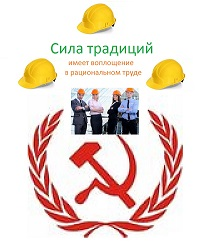 Сила традиций
имеет воплощение
в рациональном труде